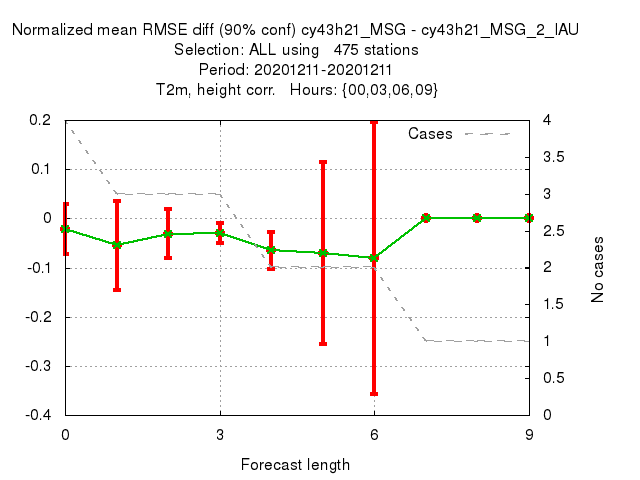 Normalized mean RMSE diff (90% conf) cy43h21_MSG - cy43h21_MSG_2_IAU
Selection: ALL using   475 stations
Period: 20201211-20201211
T2m, height corr.   Hours: {00,03,06,09}
Cases
0.2
0.1
0
-0.1
-0.2
-0.3
-0.4
4
3.5
3
2.5
2
1.5
1
0.5
0
No cases
0 3 6 9
Forecast length